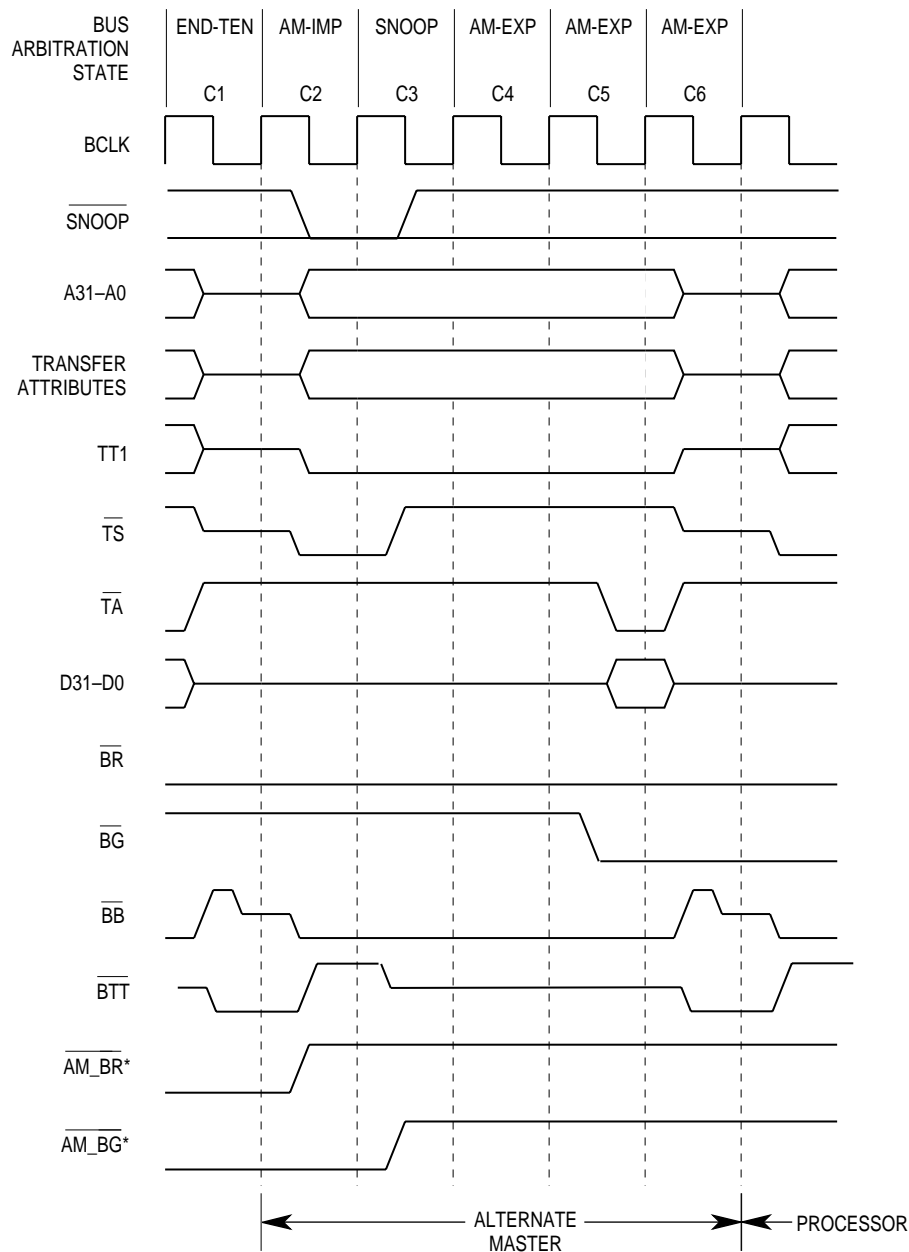 BUS
ARBITRATION
STATE
END-TEN AM-IMP SNOOP AM-EXP AM-EXP AM-EXP
C1 C2 C3 C4 C5 C6
BCLK
SNOOP
A31–A0
TRANSFER
ATTRIBUTES
TT1
TS
TA
D31–D0
BR
BG
BB
BTT
AM_BR*
AM_BG*
ALTERNATE
MASTER
PROCESSOR